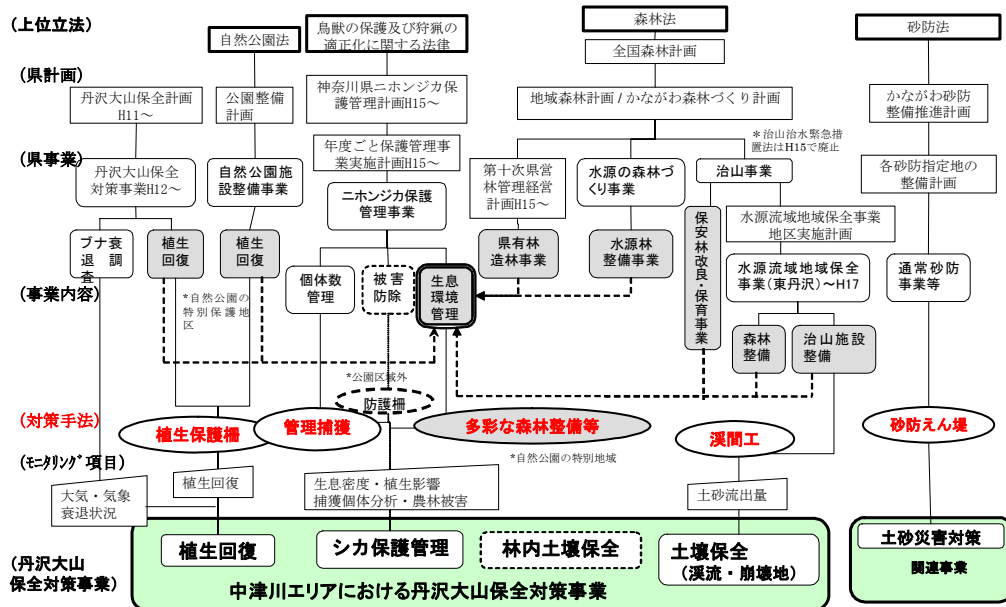 (上位立法)
自然公園法
鳥獣の保護及び狩猟の
適正化に関する法律
森林法
砂防法
全国森林計画
(県計画)
丹沢大山保全計画
H11～
公園整備
計画
神奈川県ニホンジカ保
護管理計画H15～
地域森林計画 / かながわ森林づくり計画
かながわ砂防
整備推進計画
年度ごと保護管理事
業実施計画H15～
＊治山治水緊急措
置法はH15で廃止
(県事業)
丹沢大山保全
対策事業H12～
自然公園施
設整備事業
ニホンジカ保護
管理事業
第十次県営
林管理経営
計画H15～
水源の森林づ
くり事業
治山事業
各砂防指定地の
整備計画
水源流域地域保全事業
地区実施計画
(事業内容)
ブナ衰
退 調
査
植生
回復
植生
回復
個体数
管理
被害
防除
生息
環境
管理
県有林
造林事業
水源林
整備事業
保安林改良・保育事業
水源流域地域保全
事業(東丹沢)～H17
通常砂防
事業等
森林
整備
治山施設
整備
*自然公園の
特別保護地
区
*公園区域外
防護柵
(対策手法)
植生保護柵
管理捕獲
多彩な森林整備等
渓間工
砂防えん堤
*自然公園の特別地域
(ﾓﾆﾀﾘﾝｸﾞ項目)
大気・気象
衰退状況
植生回復
生息密度・植生影響
捕獲個体分析・農林被害
土砂流出量
(丹沢大山
保全対策事業)
植生回復
シカ保護管理
林内土壌保全
土壌保全
(渓流・崩壊地)
土砂災害対策
関連事業
中津川エリアにおける丹沢大山保全対策事業